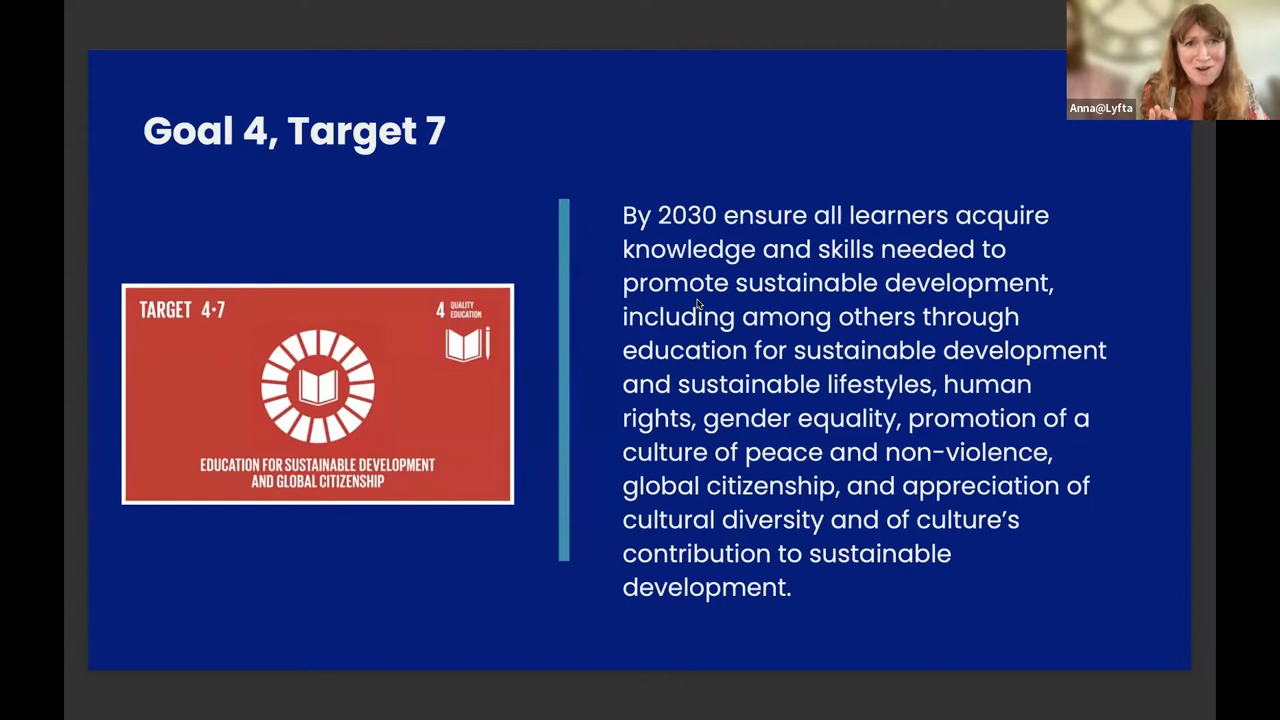 Anna@Lyfta
Goal 4, Target 7
TARGET 4·7
4 QUALITY
EDUCATION
EDUCATION FOR SUSTAINABLE DEVELOPMENT
AND GLOBAL CITIZENSHIP
By 2030 ensure all learners acquire
knowledge and skills needed to
promote sustainable development,
including among others through
education for sustainable development
and sustainable lifestyles, human
rights, gender equality, promotion of a
culture of peace and non-violence,
global citizenship, and appreciation of
cultural diversity and of culture’s
contribution to sustainable
development.